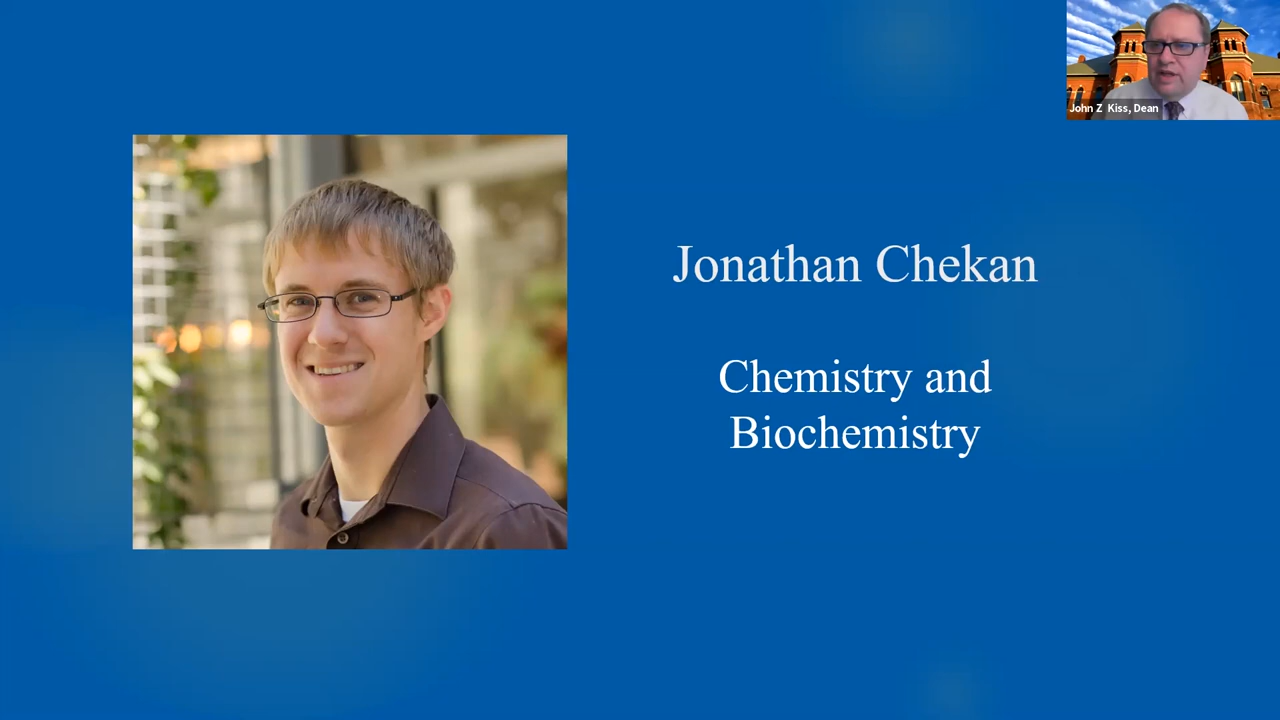 John Z Kiss, Dean
Jonathan Chekan
Chemistry and
Biochemistry